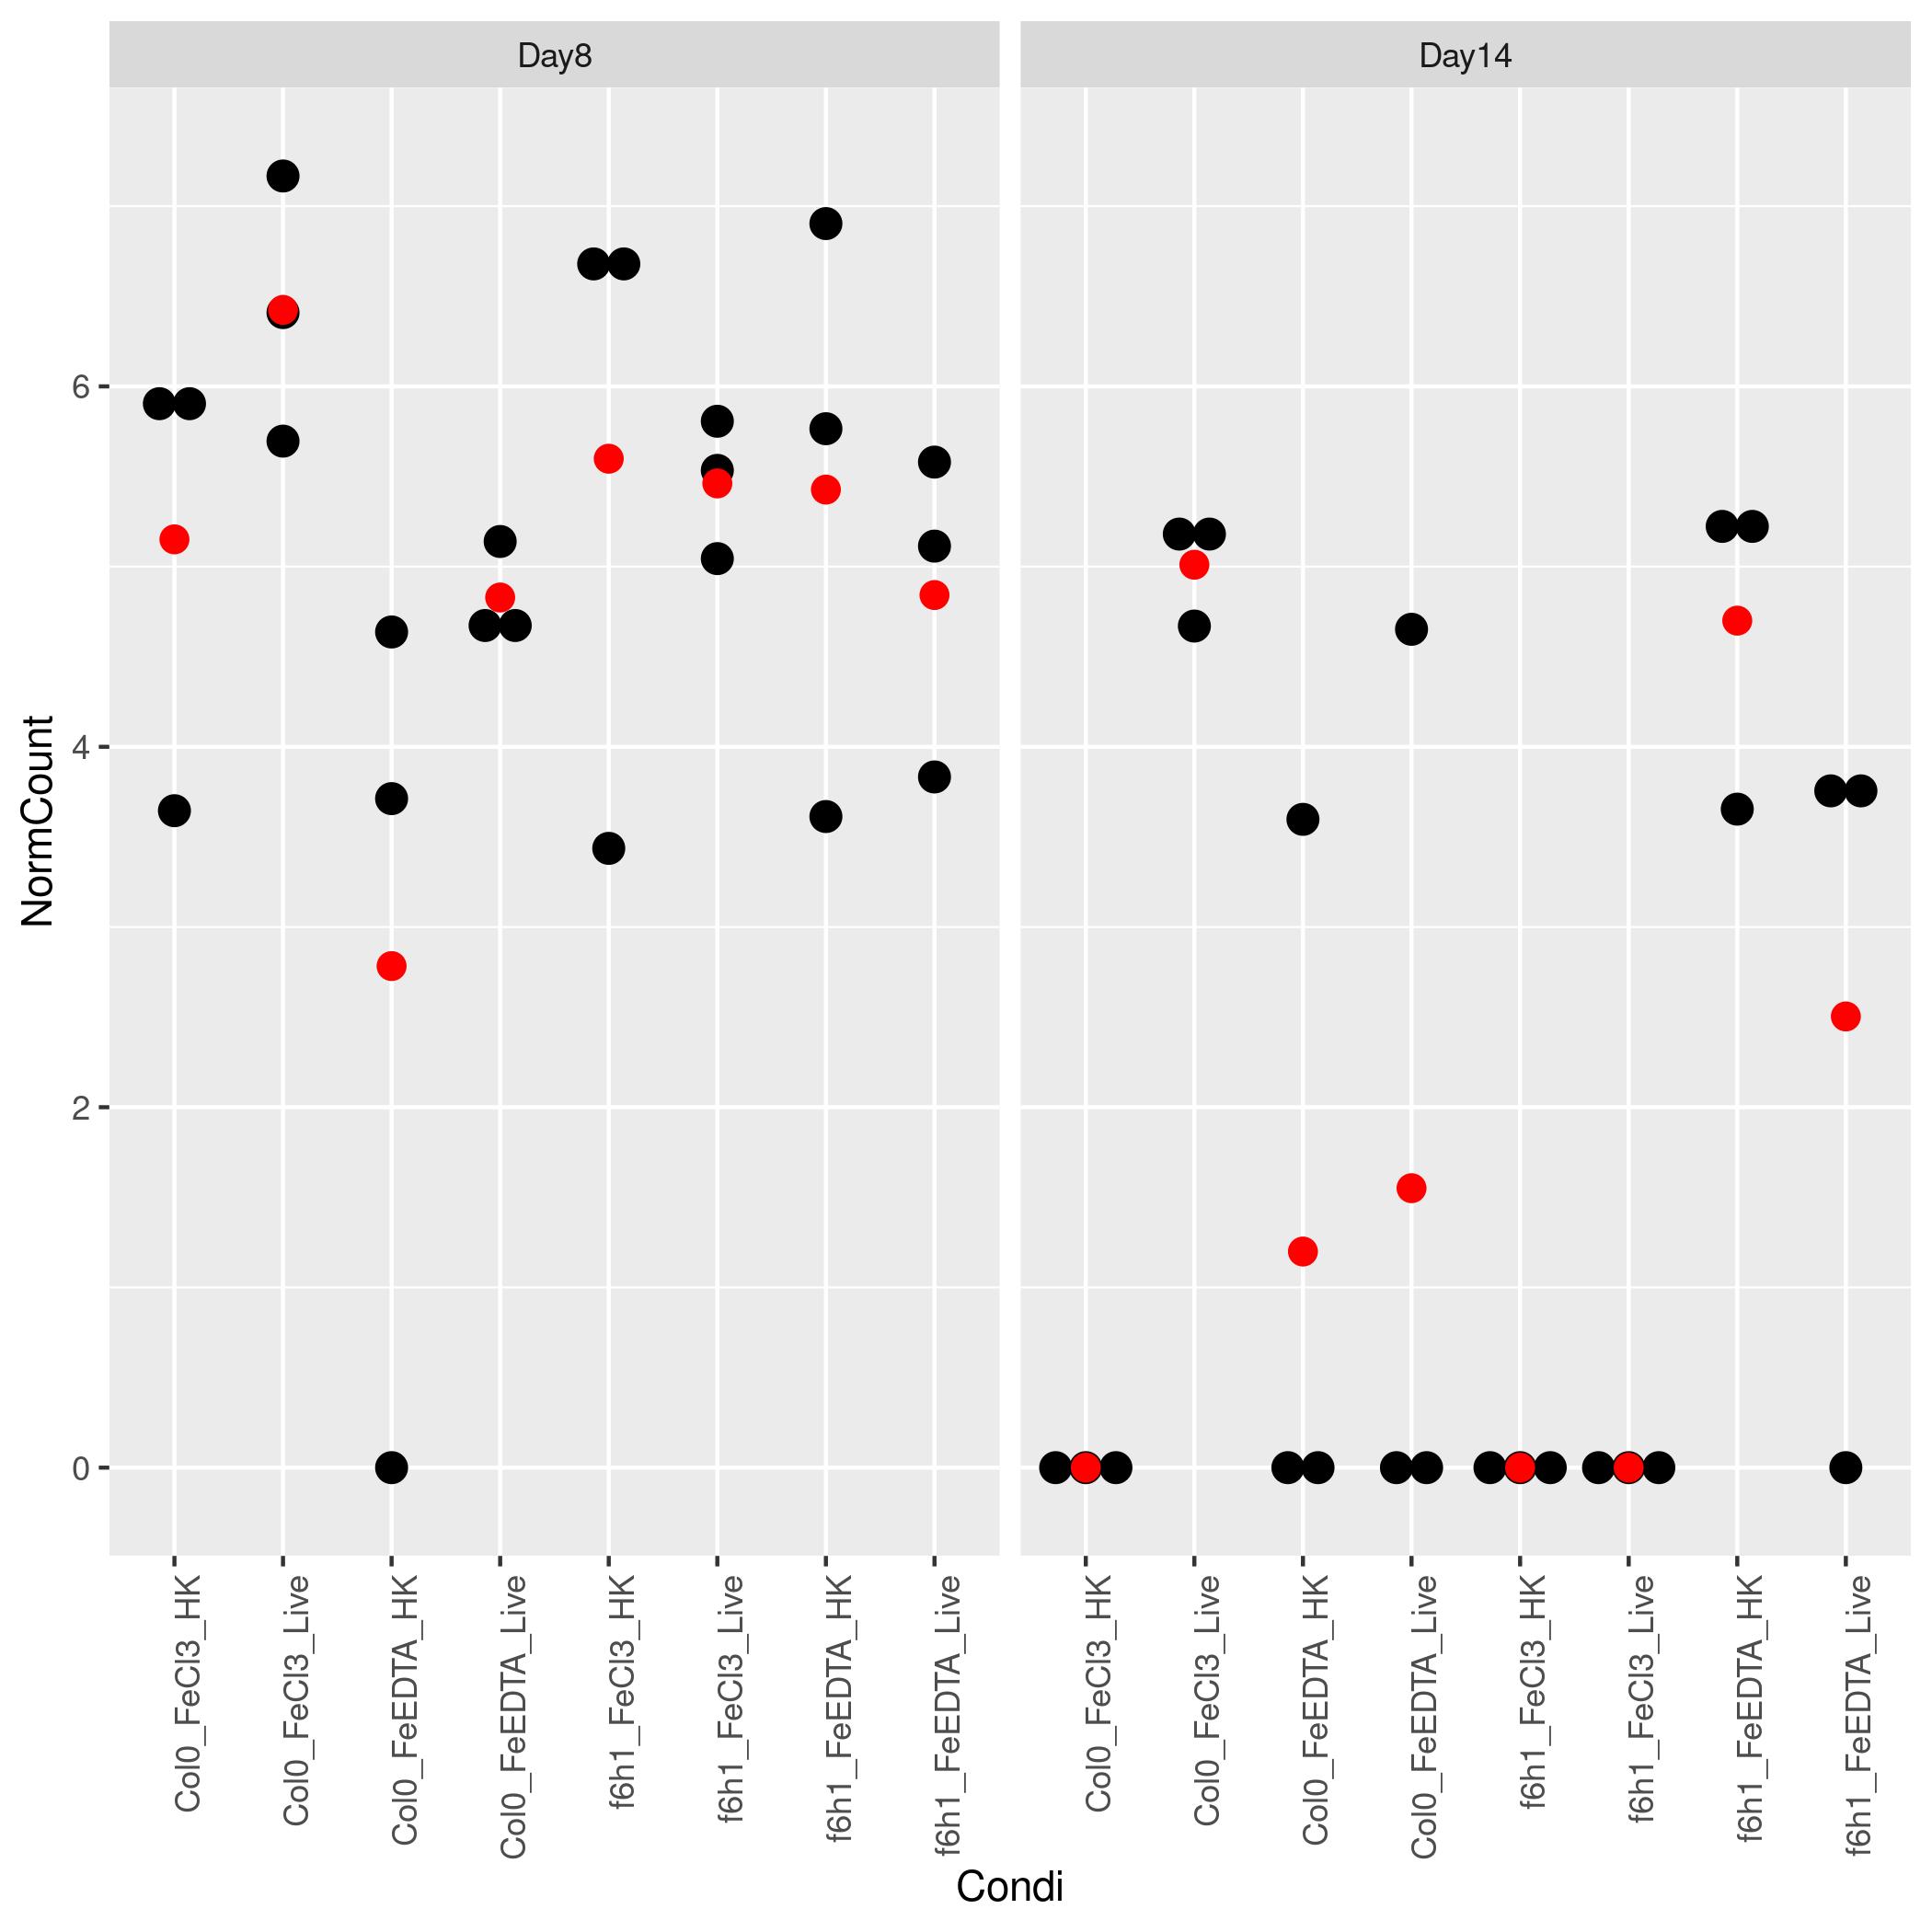 Day8
Day14
NormCount
6
4
2
0
Col0_FeCl3_HK
Col0_FeCl3_Live
Col0_FeEDTA_HK
Col0_FeEDTA_Live
f6h1_FeCl3_HK
f6h1_FeCl3_Live
f6h1_FeEDTA_HK
f6h1_FeEDTA_Live
Col0_FeCl3_HK
Col0_FeCl3_Live
Col0_FeEDTA_HK
Col0_FeEDTA_Live
f6h1_FeCl3_HK
f6h1_FeCl3_Live
f6h1_FeEDTA_HK
f6h1_FeEDTA_Live
Condi